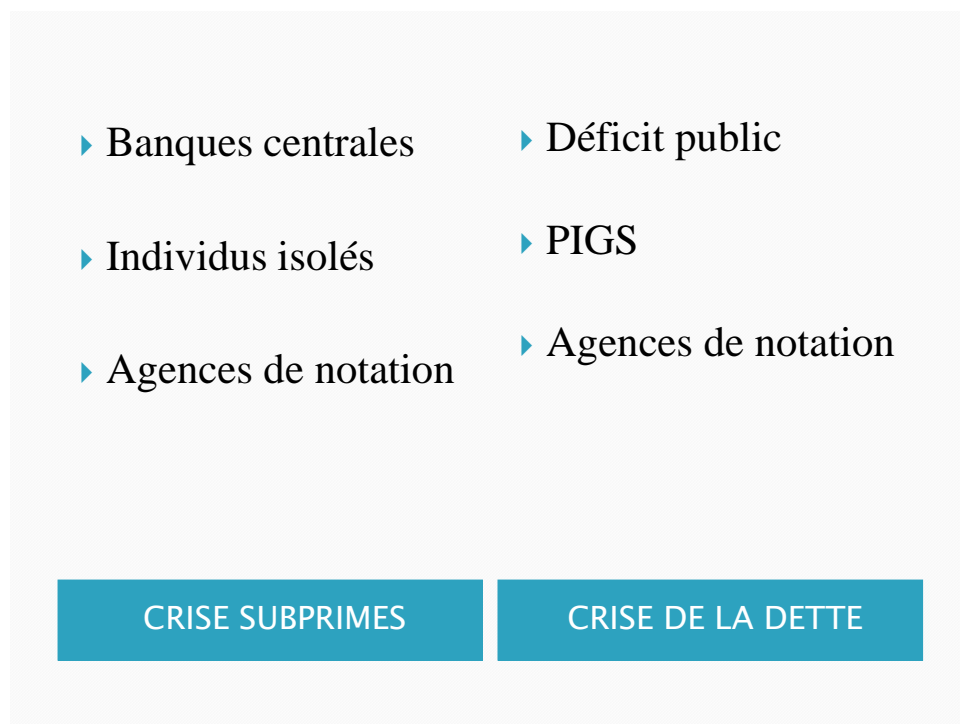 Banques centrales
Individus isolés
Agences de notation
Déficit public
PIGS
Agences de notation
CRISE SUBPRIMES
CRISE DE LA DETTE